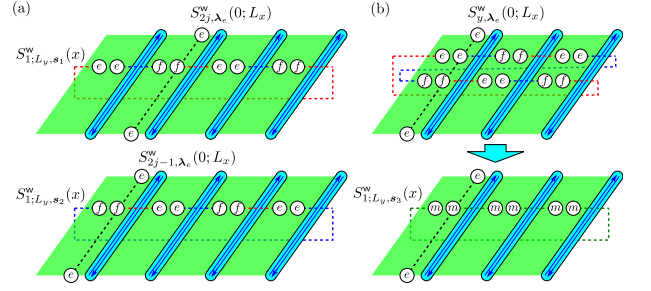 (a)
S^w_{2j,λ_e}(0; L_x)
e
S^w_{1;L_y,s_1}(x)
e e f f e e f f
e
S^w_{2j−1,λ_e}(0; L_x)
e
S^w_{1;L_y,s_2}(x)
f f e e f f e e
e
(b)
S^w_{y,λ_e}(0; L_x)
e
e e f f e e
f f e e f f
e
e
S^w_{1;L_y,s_3}(x)
m m m m m m
e